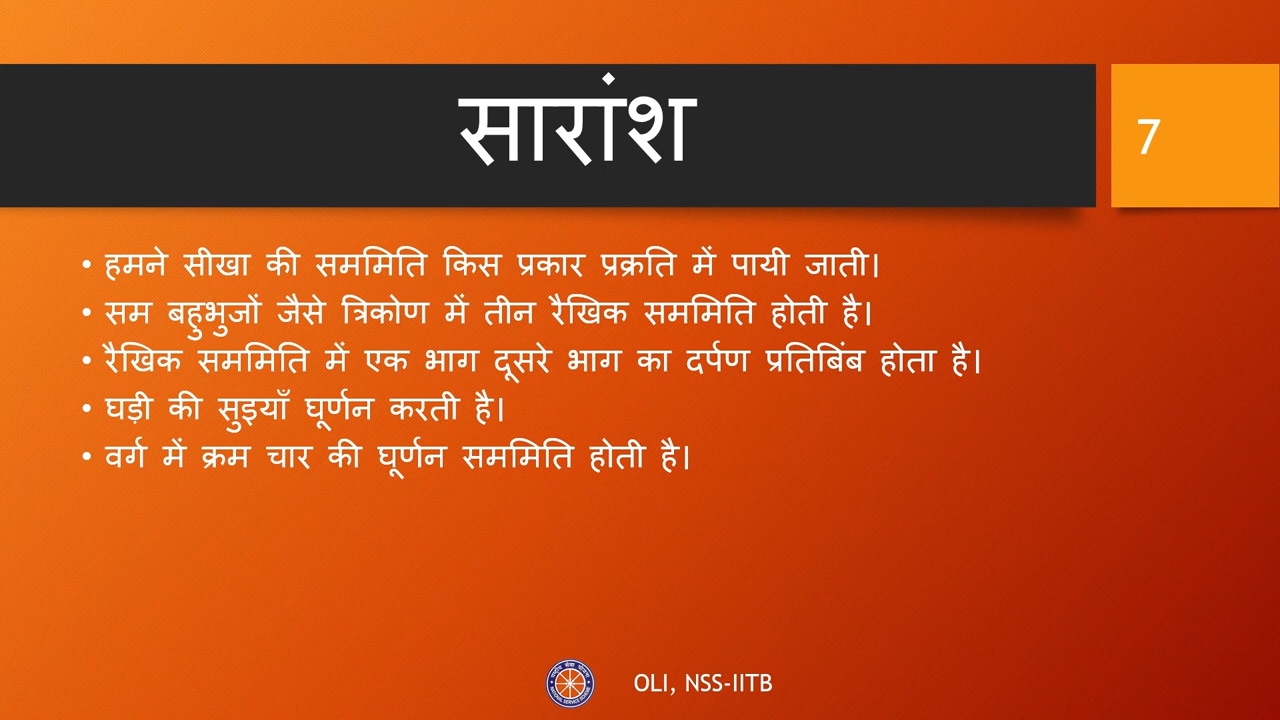 सारांश
7
• हमने सीखा की सममिति किस प्रकार प्रक्रति में पायी जाती।
• सम बहुभुजों जैसे त्रिकोण में तीन रैखिक सममिति होती है।
• रैखिक सममिति में एक भाग दूसरे भाग का दर्पण प्रतिबिंब होता है।
• घड़ी की सुइयाँ घूर्णन करती है।
• वर्ग में क्रम चार की घूर्णन सममिति होती है।
OLI, NSS-IITB